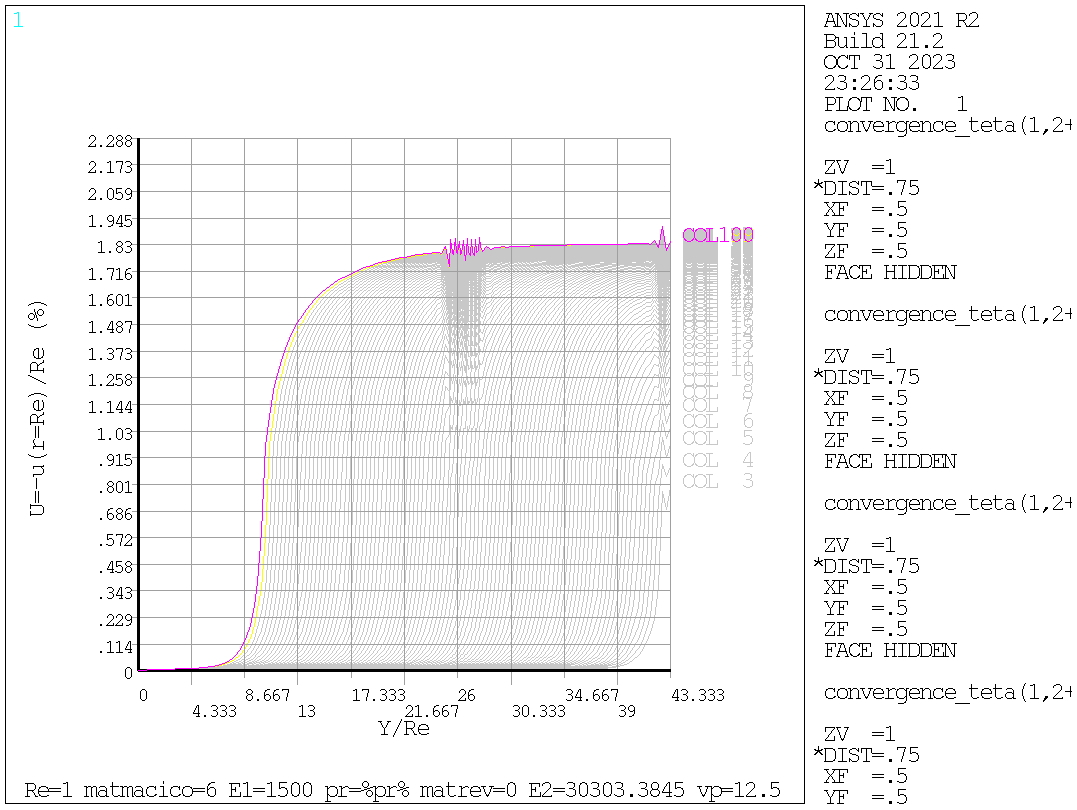 1
ANSYS 2021 R2
Build 21.2
OCT 31 2023
23:26:33
PLOT NO. 1
convergence_teta(1,2+
ZV =1
*DIST=.75
XF =.5
YF =.5
ZF =.5
FACE HIDDEN
convergence_teta(1,2+
ZV =1
*DIST=.75
XF =.5
YF =.5
ZF =.5
FACE HIDDEN
convergence_teta(1,2+
ZV =1
*DIST=.75
XF =.5
YF =.5
ZF =.5
FACE HIDDEN
convergence_teta(1,2+
ZV =1
*DIST=.75
XF =.5
YF =.5
U=-u(r=Re)/Re (%)
2.288
2.173
2.059
1.945
1.83
1.716
1.601
1.487
1.373
1.258
1.144
1.03
.915
.801
.686
.572
.458
.343
.229
.114
0
COL100
COL 7
COL 6
COL 5
COL 4
COL 3
0
4.333
8.667
13
17.333
21.667
26
30.333
34.667
39
43.333
Y/Re
Re=1 matmacico=6 E1=1500 pr=%pr% matrev=0 E2=30303.3845 vp=12.5